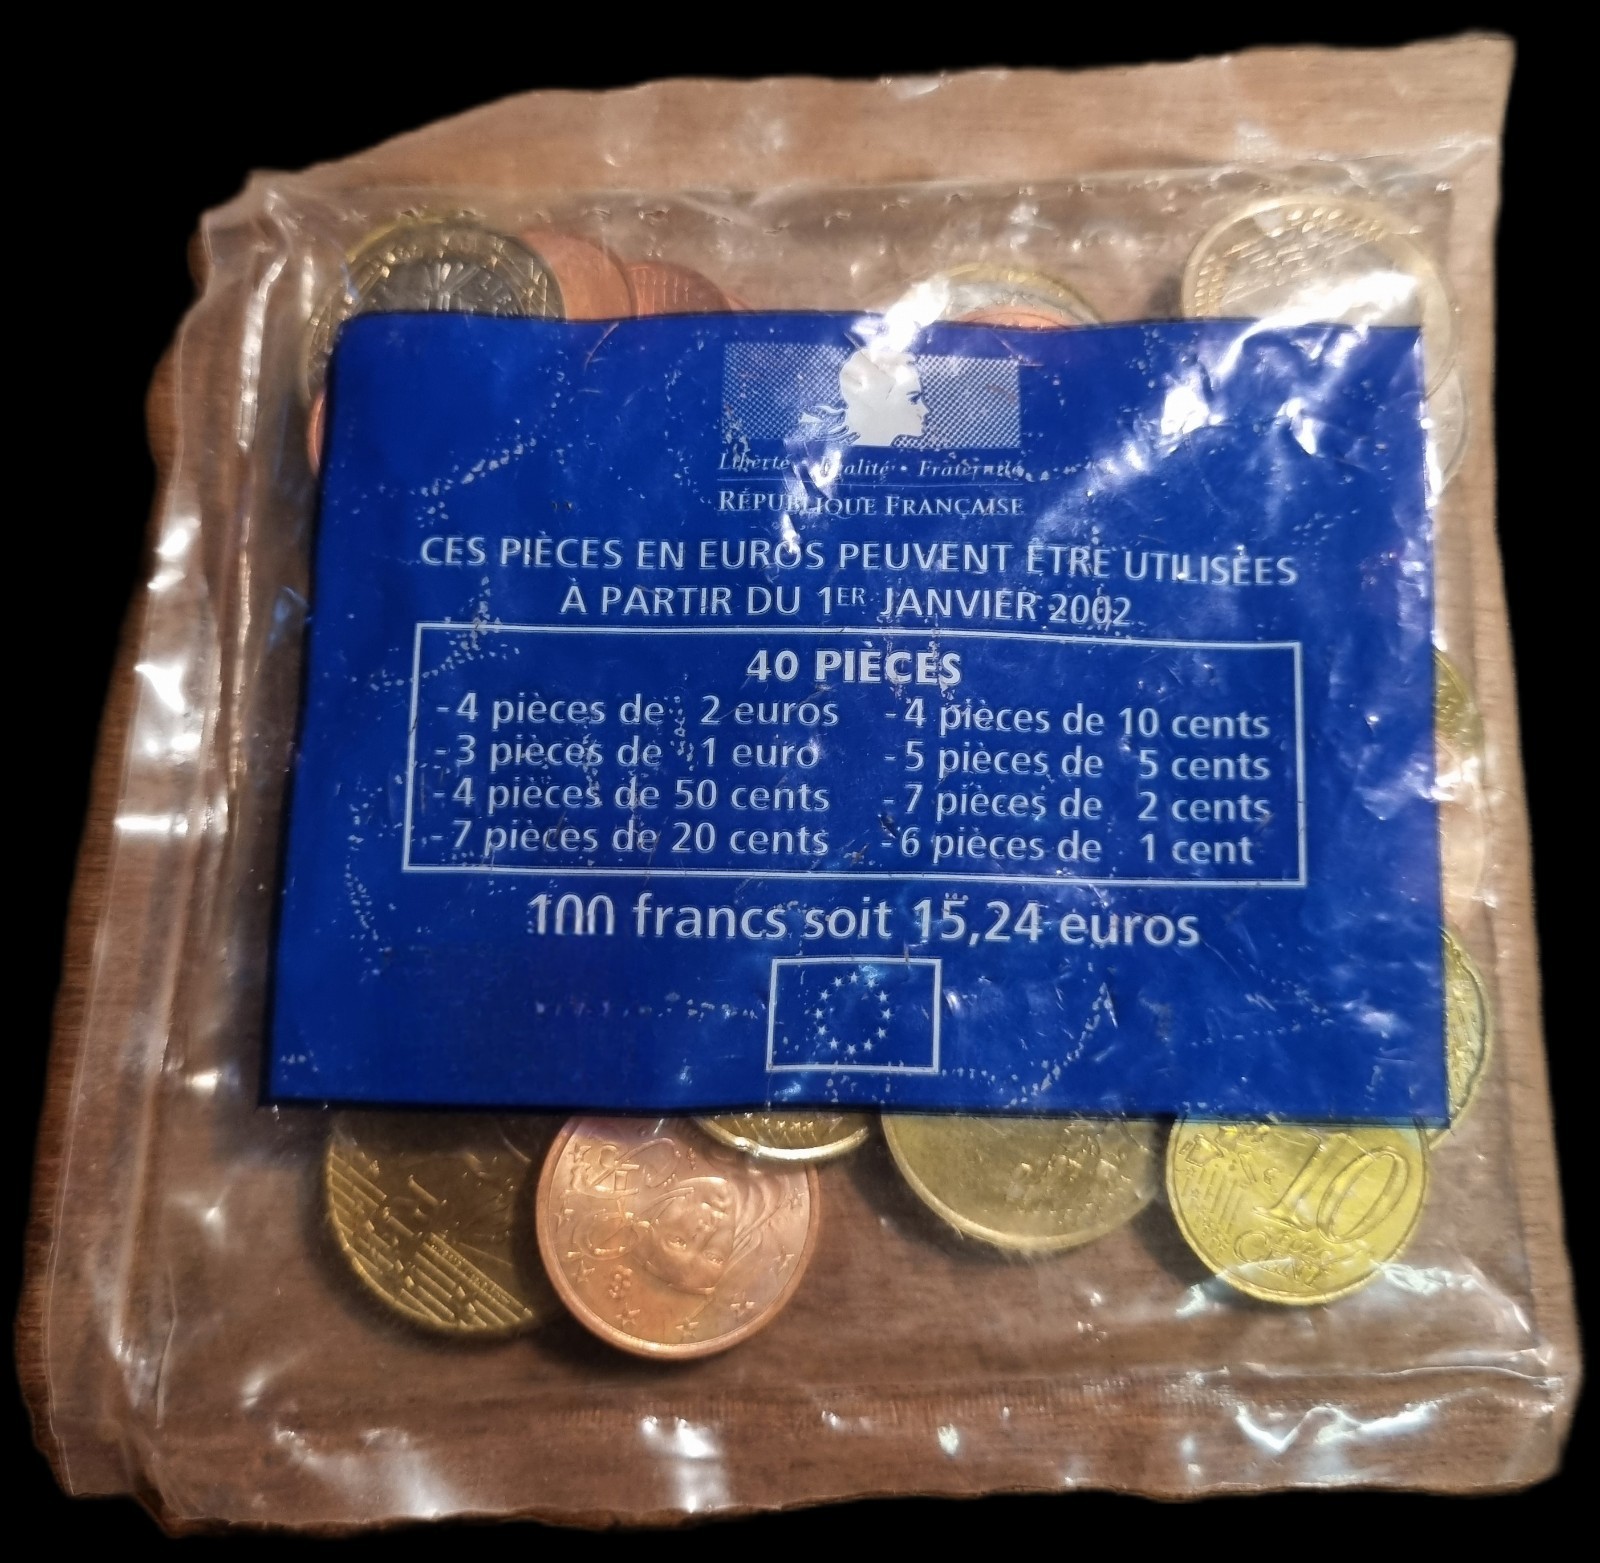 Liberté • Égalité • Fraternité
RÉPUBLIQUE FRANÇAISE
CES PIÈCES EN EUROS PEUVENT ÊTRE UTILISÉES
À PARTIR DU 1ER JANVIER 2002
40 PIÈCES
- 4 pièces de 2 euros - 4 pièces de 10 cents
- 3 pièces de 1 euro - 5 pièces de 5 cents
- 4 pièces de 50 cents - 7 pièces de 2 cents
- 7 pièces de 20 cents - 6 pièces de 1 cent
100 francs soit 15,24 euros
10
EURO
CENT